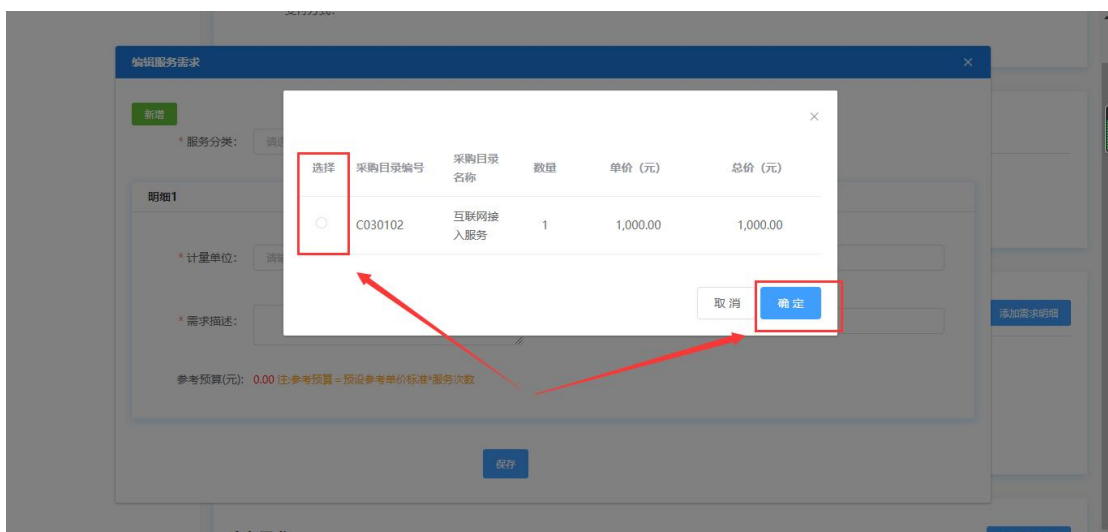 编辑服务需求
新增
*服务分类:
选择 采购目录编号 采购目录名称 数量 单价（元） 总价（元）
C030102 互联网接入服务 1 1,000.00 1,000.00
明细1
*计量单位:
取消 确定
*需求描述:
添加需求明细
参考预算(元): 0.00 注:参考预算=预设参考单价标准*服务次数
保存